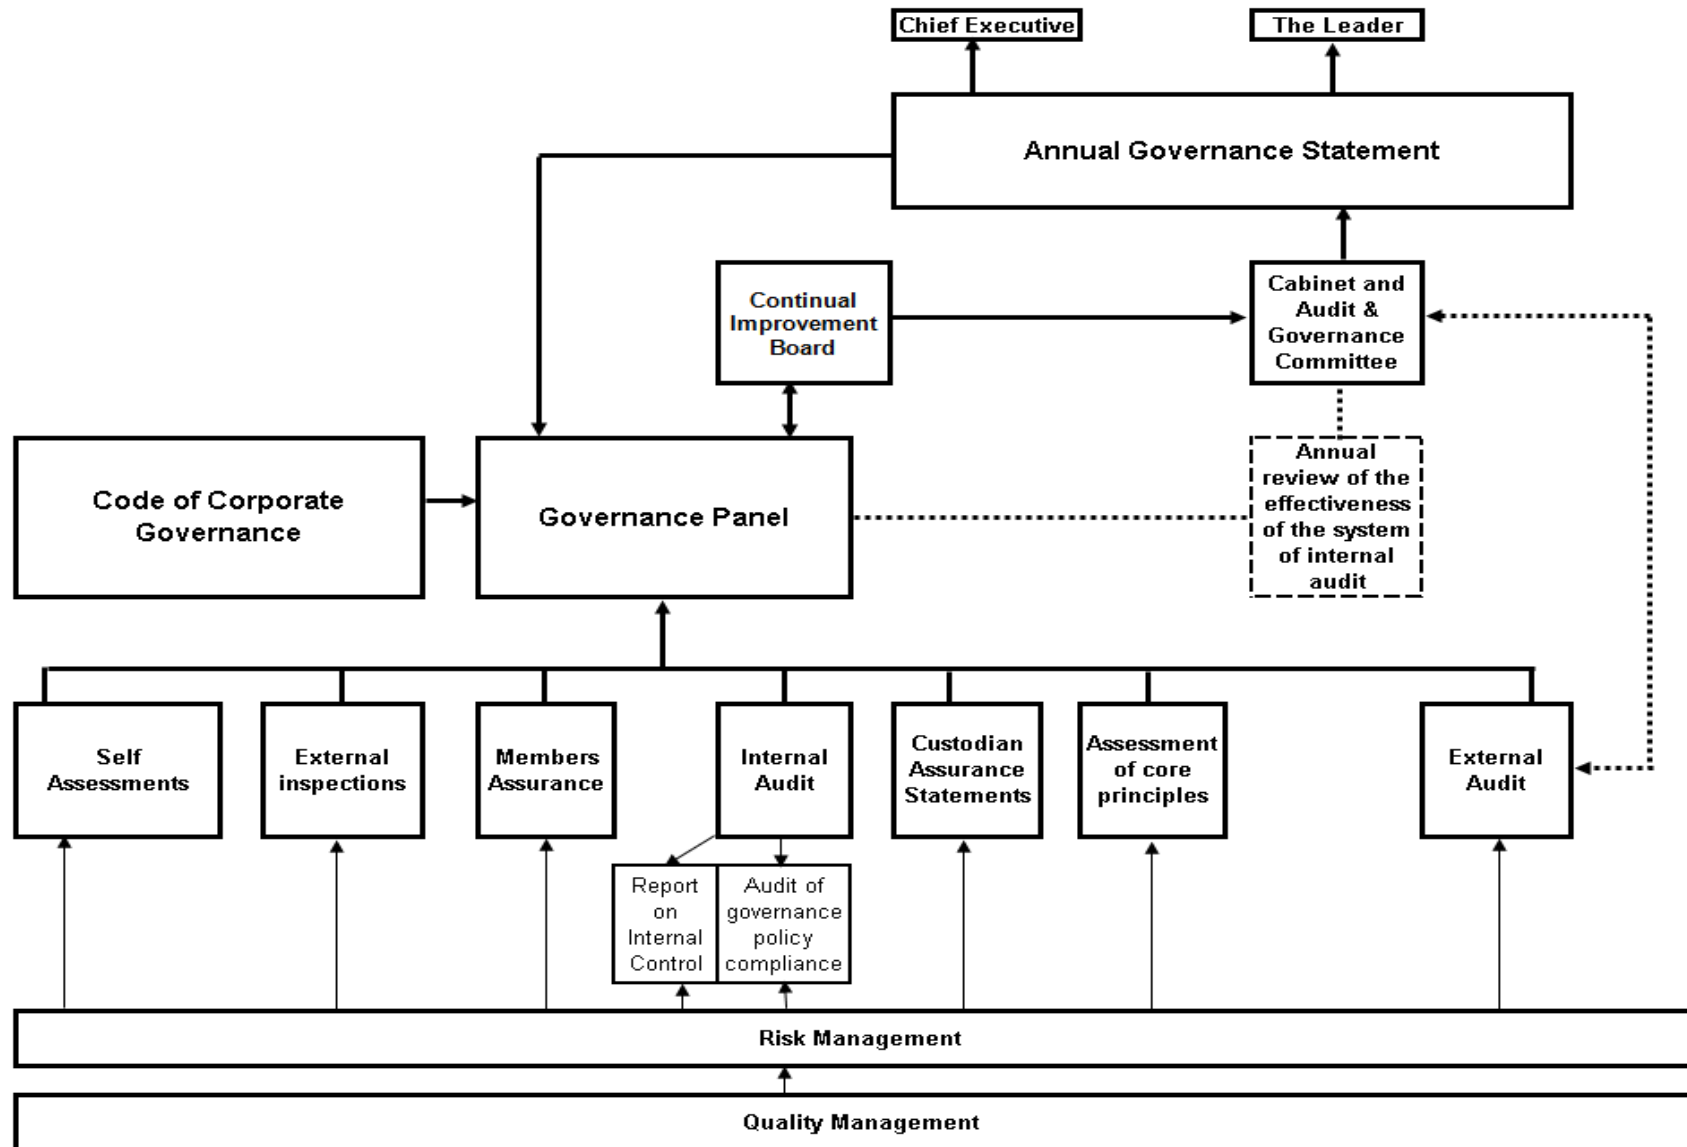 Chief Executive
The Leader
Annual Governance Statement
Continual
Improvement
Board
Cabinet and
Audit &
Governance
Committee
Code of Corporate
Governance
Governance Panel
Annual
review of the
effectiveness
of the system
of internal
audit
Self
Assessments
External
inspections
Members
Assurance
Internal
Audit
Custodian
Assurance
Statements
Assessment
of core
principles
External
Audit
Report
on
Internal
Control
Audit of
governance
policy
compliance
Risk Management
Quality Management